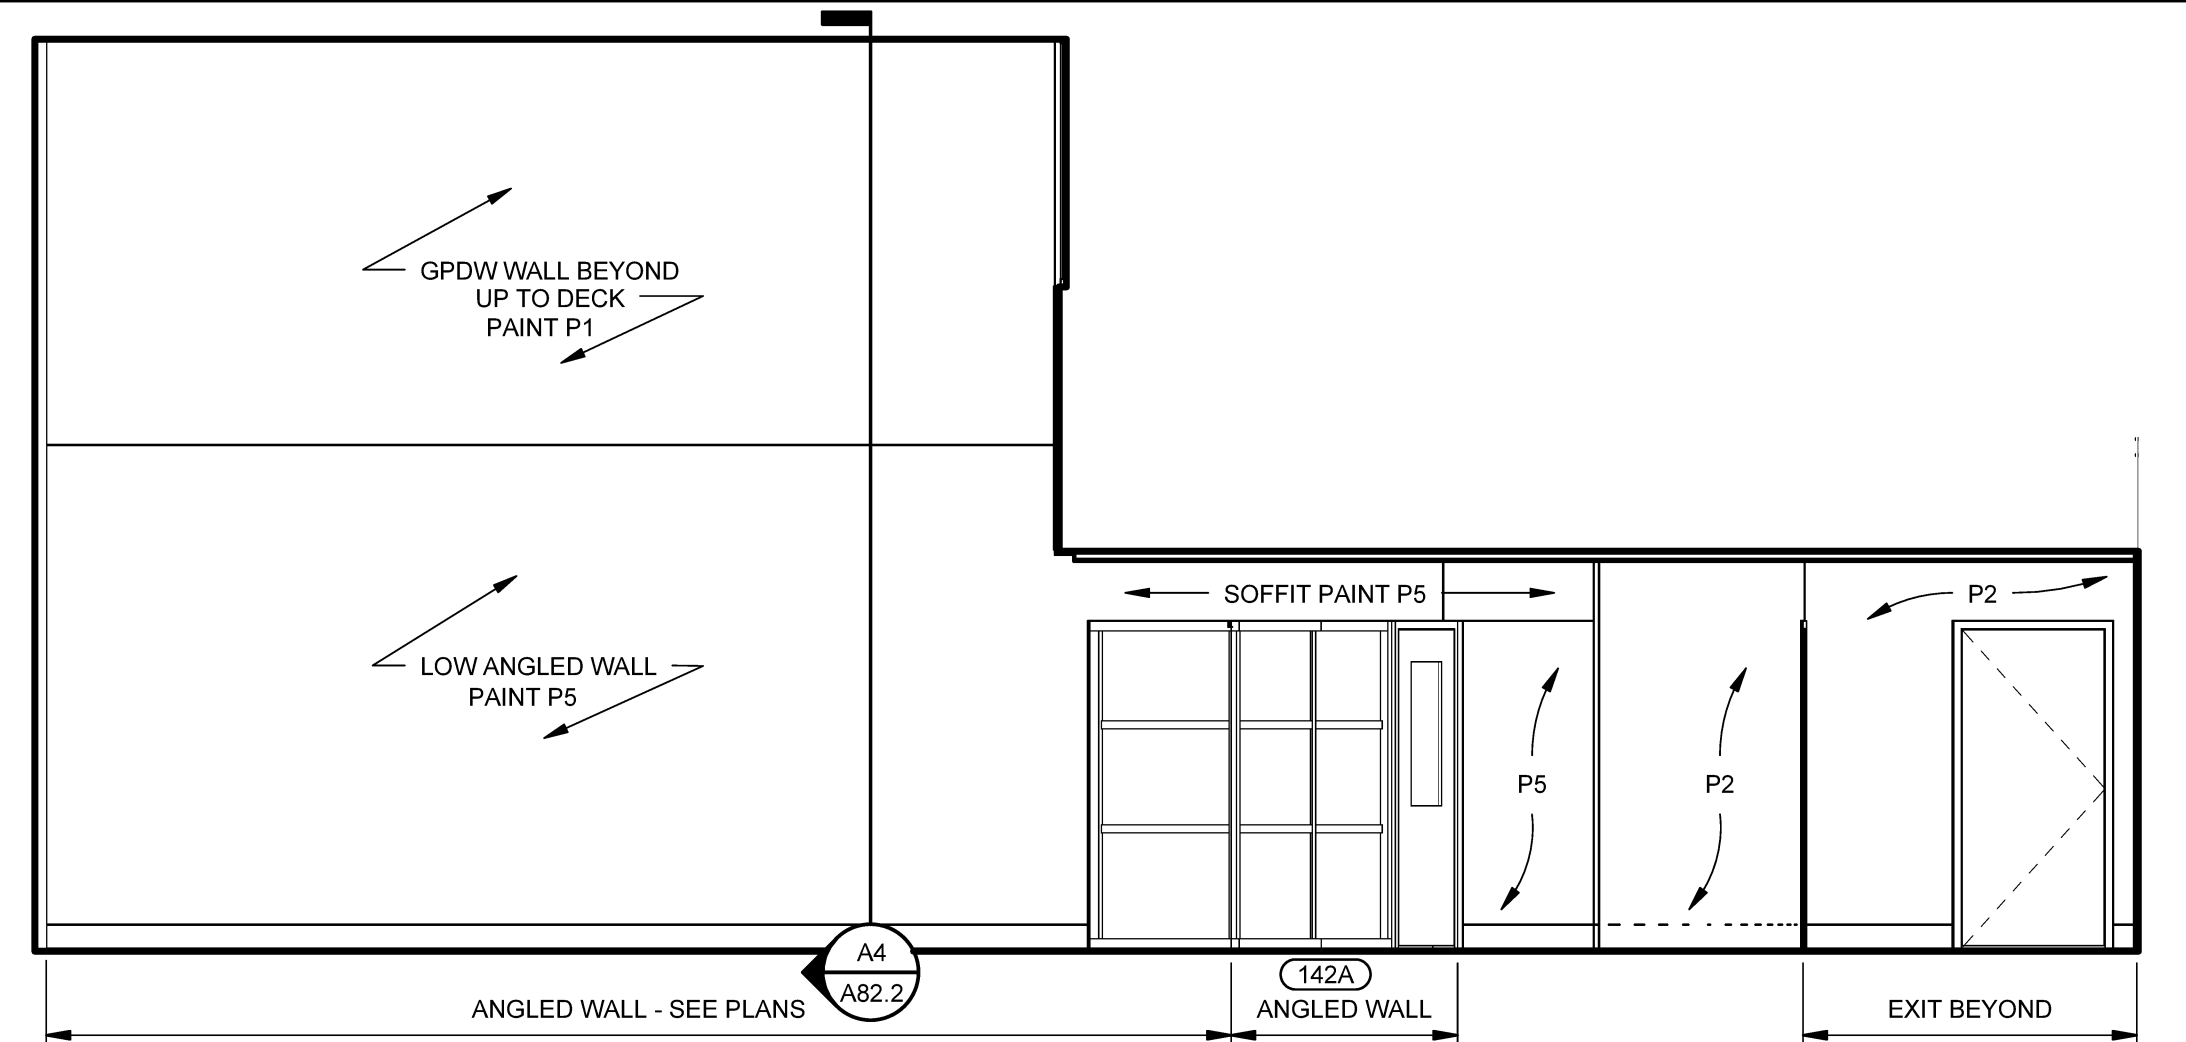 GPDW WALL BEYOND
UP TO DECK
PAINT P1
SOFFIT PAINT P5
P2
LOW ANGLED WALL
PAINT P5
P5
P2
A4
A82.2
142A
ANGLED WALL - SEE PLANS
ANGLED WALL
EXIT BEYOND